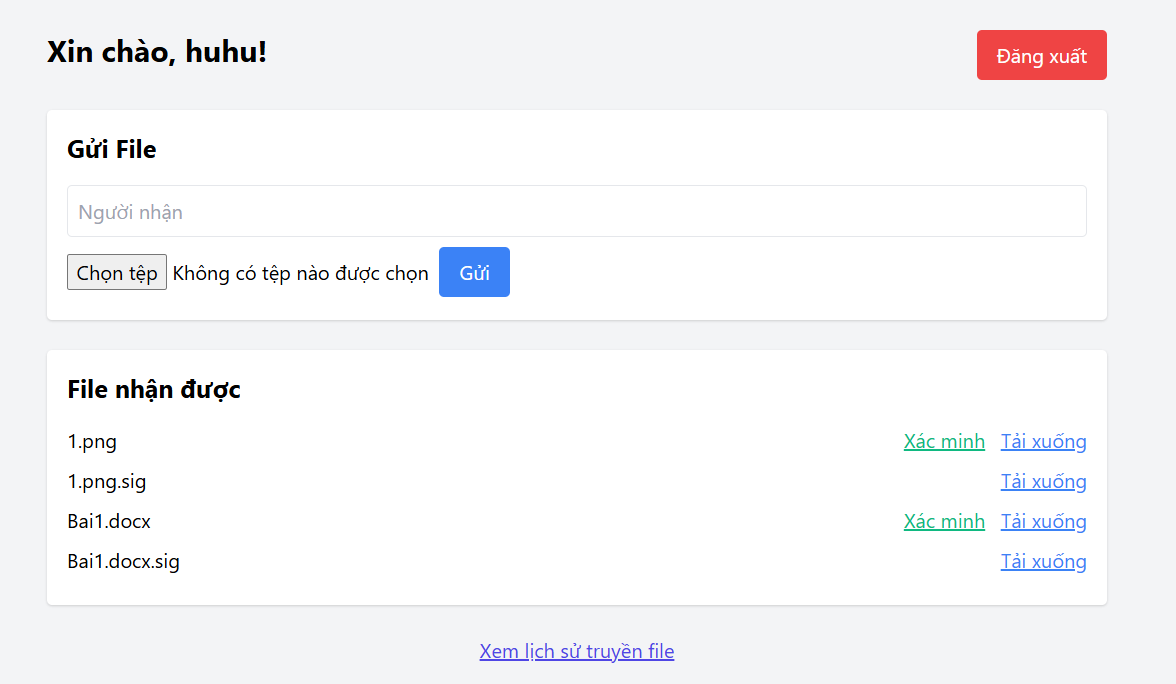 Xin chào, huhu!
Đăng xuất
Gửi File
Người nhận
Chọn tệp Không có tệp nào được chọn Gửi
File nhận được
1.png Xác minh Tải xuống
1.png.sig Tải xuống
Bai1.docx Xác minh Tải xuống
Bai1.docx.sig Tải xuống
Xem lịch sử truyền file